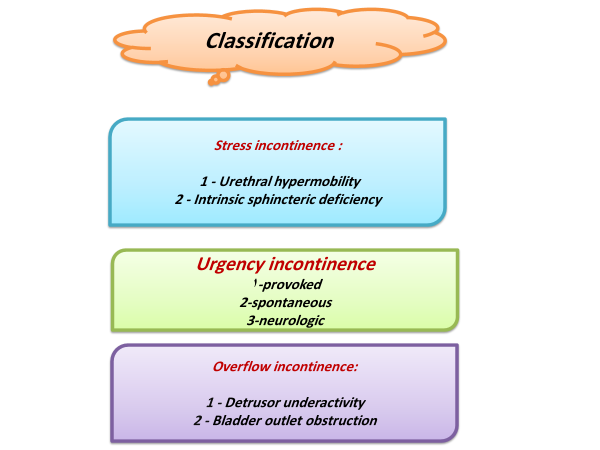 Classification
Stress incontinence :
1 - Urethral hypermobility
2 - Intrinsic sphincteric deficiency
Urgency incontinence
١-provoked
2-spontaneous
3-neurologic
Overflow incontinence:
1 - Detrusor underactivity
2 - Bladder outlet obstruction